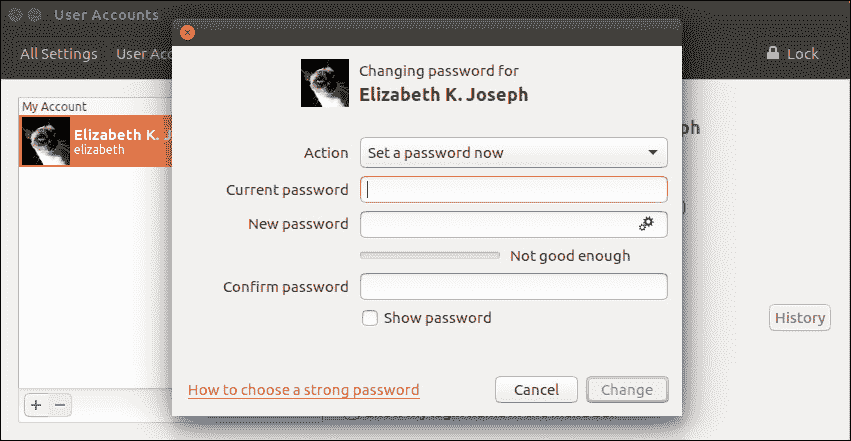 User Accounts
All Settings User Acc
Lock
My Account
Elizabeth K. J
elizabeth
Changing password for
Elizabeth K. Joseph
ph
Action Set a password now
Current password
New password
Not good enough
Confirm password
Show password
History
How to choose a strong password Cancel Change